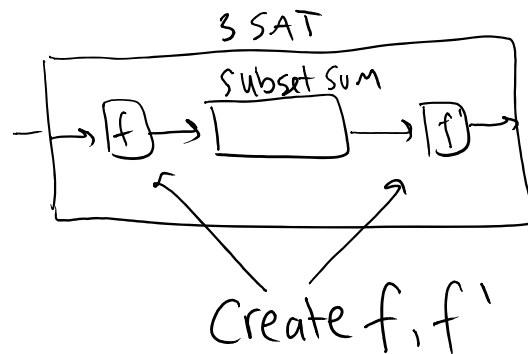 3 SAT
subset sum
f
f'
Create f, f'